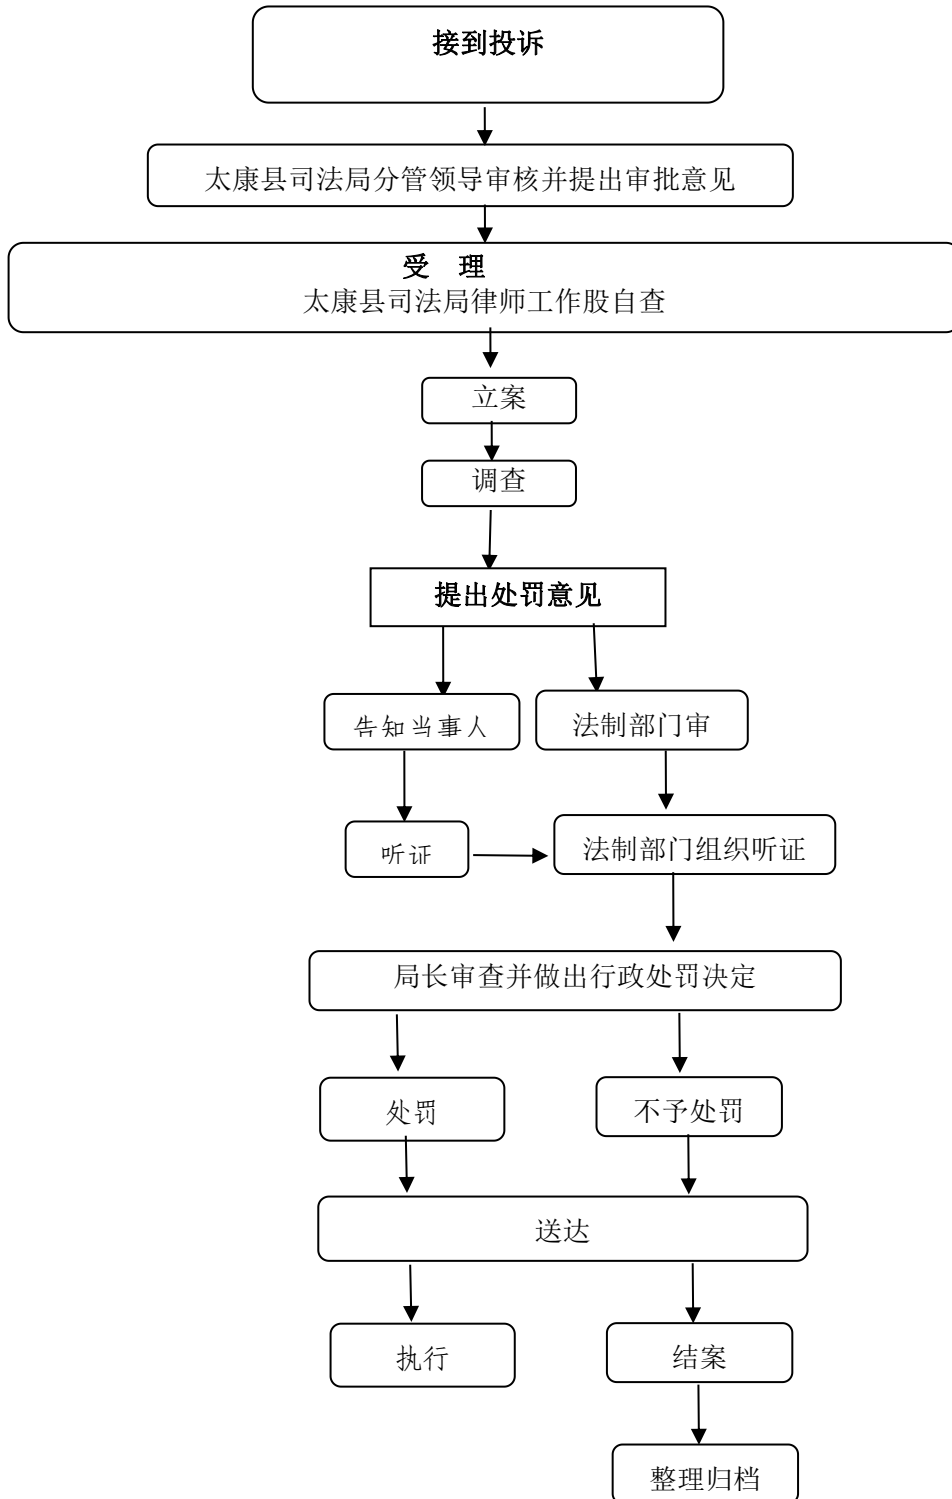 接到投诉
太康县司法局分管领导审核并提出审批意见
受 理
太康县司法局律师工作股自查
立案
调查
提出处罚意见
告知当事人
法制部门审
听证
法制部门组织听证
局长审查并做出行政处罚决定
处罚
不予处罚
送达
执行
结案
整理归档